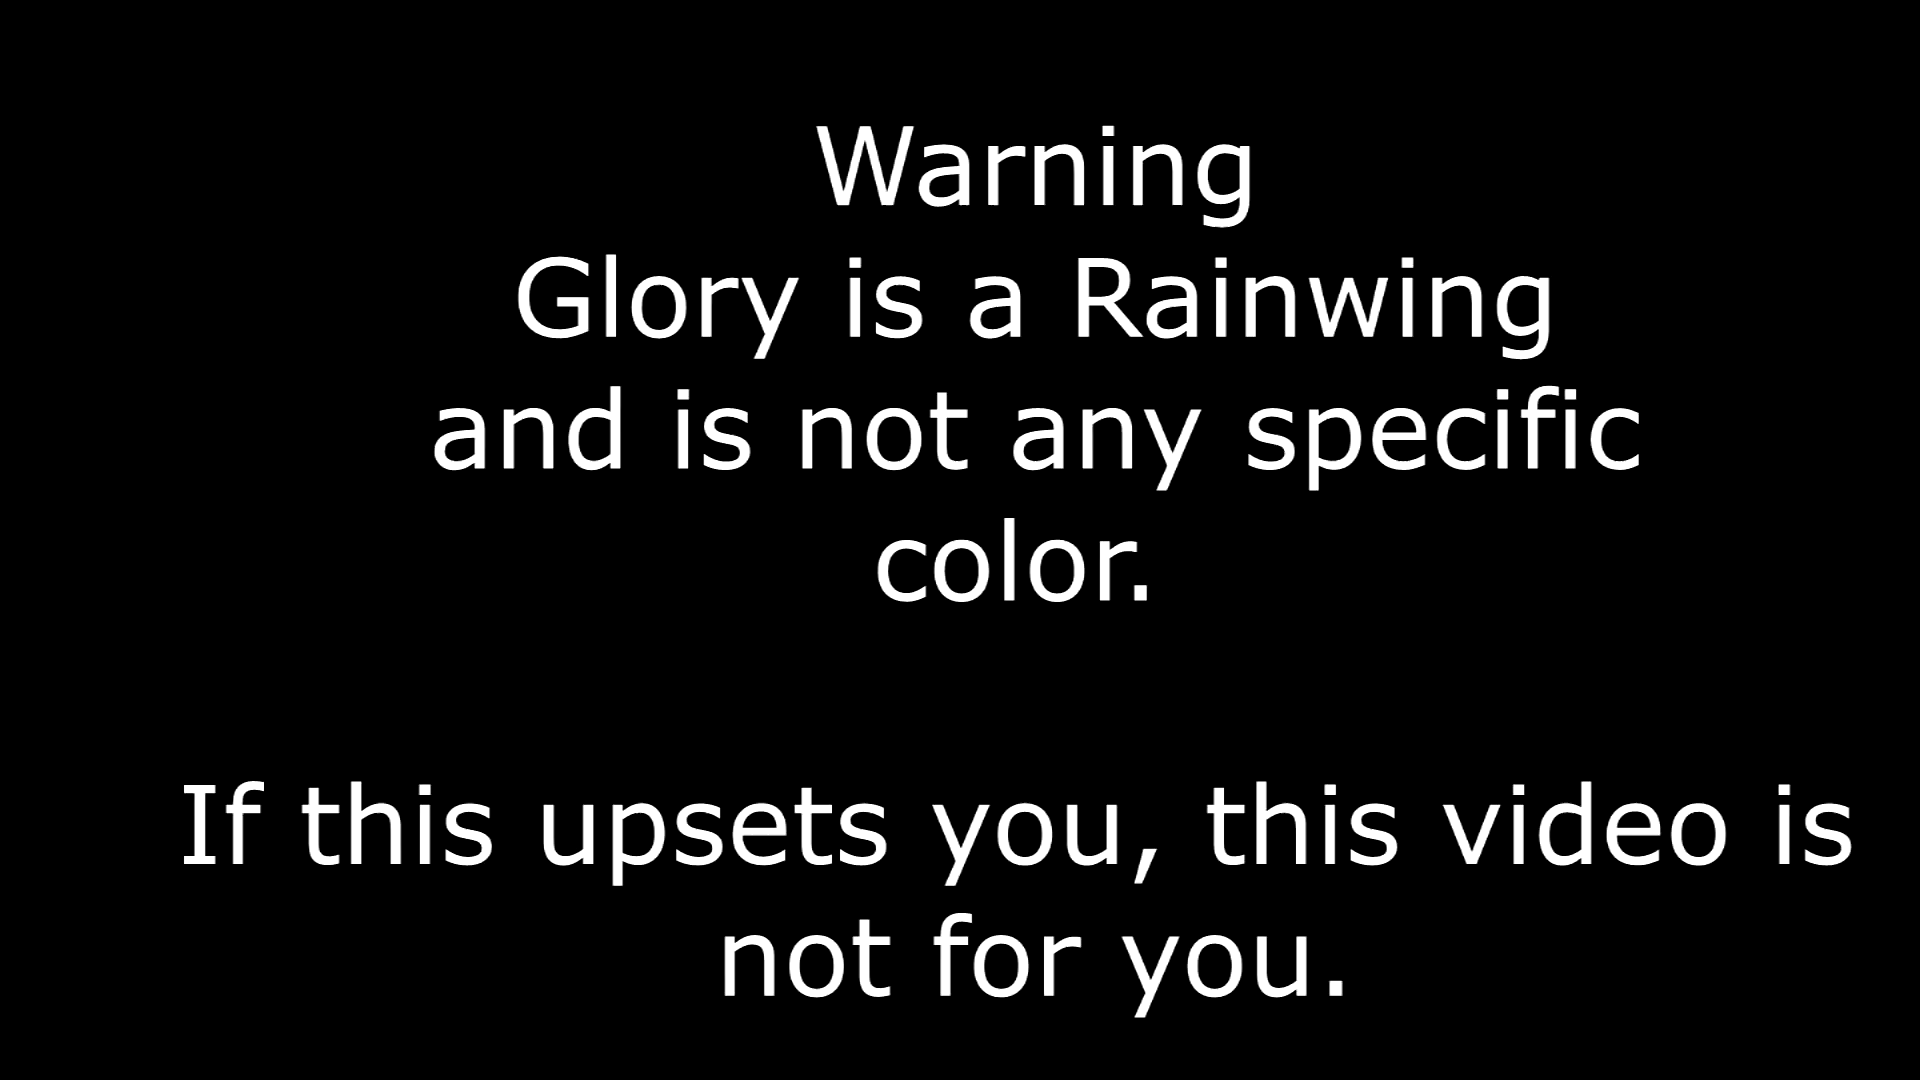 Warning
Glory is a Rainwing
and is not any specific
color.
If this upsets you, this video is
not for you.